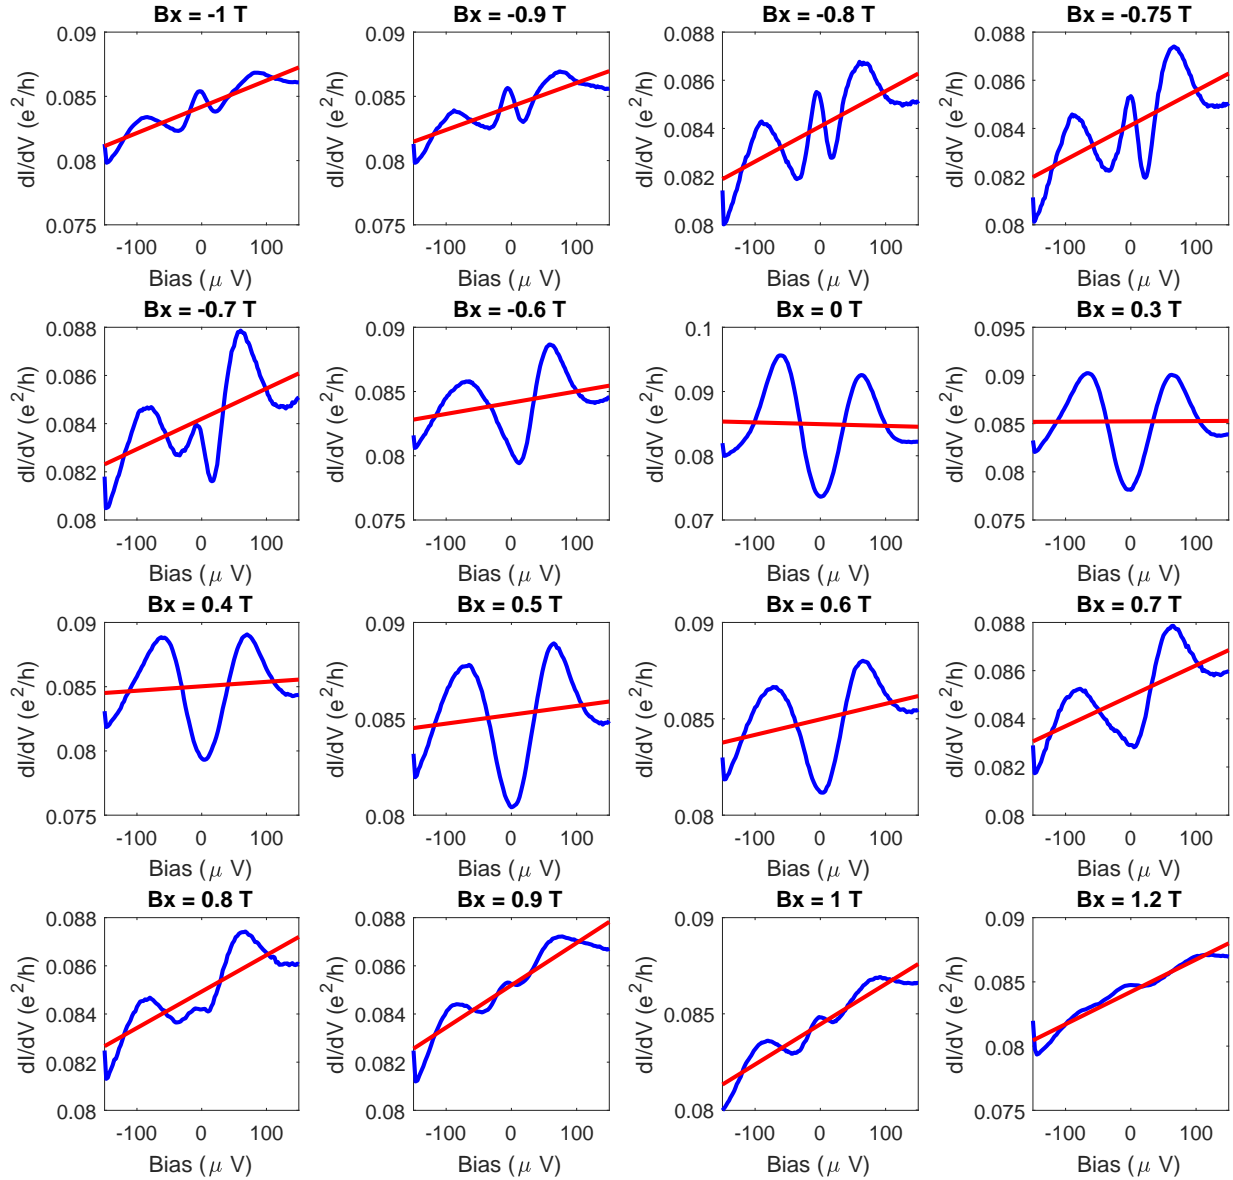 Bx = -1 T
Bx = -0.9 T
Bx = -0.8 T
Bx = -0.75 T
dI/dV (e²/h)
0.09
0.085
0.08
0.075
-100 0 100
Bias (μ V)
dI/dV (e²/h)
0.09
0.085
0.08
0.075
-100 0 100
Bias (μ V)
dI/dV (e²/h)
0.088
0.086
0.084
0.082
0.08
-100 0 100
Bias (μ V)
dI/dV (e²/h)
0.088
0.086
0.084
0.082
0.08
-100 0 100
Bias (μ V)
Bx = -0.7 T
Bx = -0.6 T
Bx = 0 T
Bx = 0.3 T
dI/dV (e²/h)
0.088
0.086
0.084
0.082
0.08
-100 0 100
Bias (μ V)
dI/dV (e²/h)
0.09
0.085
0.08
0.075
-100 0 100
Bias (μ V)
dI/dV (e²/h)
0.1
0.09
0.08
0.07
-100 0 100
Bias (μ V)
dI/dV (e²/h)
0.095
0.09
0.085
0.08
0.075
-100 0 100
Bias (μ V)
Bx = 0.4 T
Bx = 0.5 T
Bx = 0.6 T
Bx = 0.7 T
dI/dV (e²/h)
0.09
0.085
0.08
0.075
-100 0 100
Bias (μ V)
dI/dV (e²/h)
0.09
0.085
0.08
-100 0 100
Bias (μ V)
dI/dV (e²/h)
0.09
0.085
0.08
-100 0 100
Bias (μ V)
dI/dV (e²/h)
0.088
0.086
0.084
0.082
0.08
-100 0 100
Bias (μ V)
Bx = 0.8 T
Bx = 0.9 T
Bx = 1 T
Bx = 1.2 T
dI/dV (e²/h)
0.088
0.086
0.084
0.082
0.08
-100 0 100
Bias (μ V)
dI/dV (e²/h)
0.088
0.086
0.084
0.082
0.08
-100 0 100
Bias (μ V)
dI/dV (e²/h)
0.09
0.085
0.08
-100 0 100
Bias (μ V)
dI/dV (e²/h)
0.09
0.085
0.08
0.075
-100 0 100
Bias (μ V)